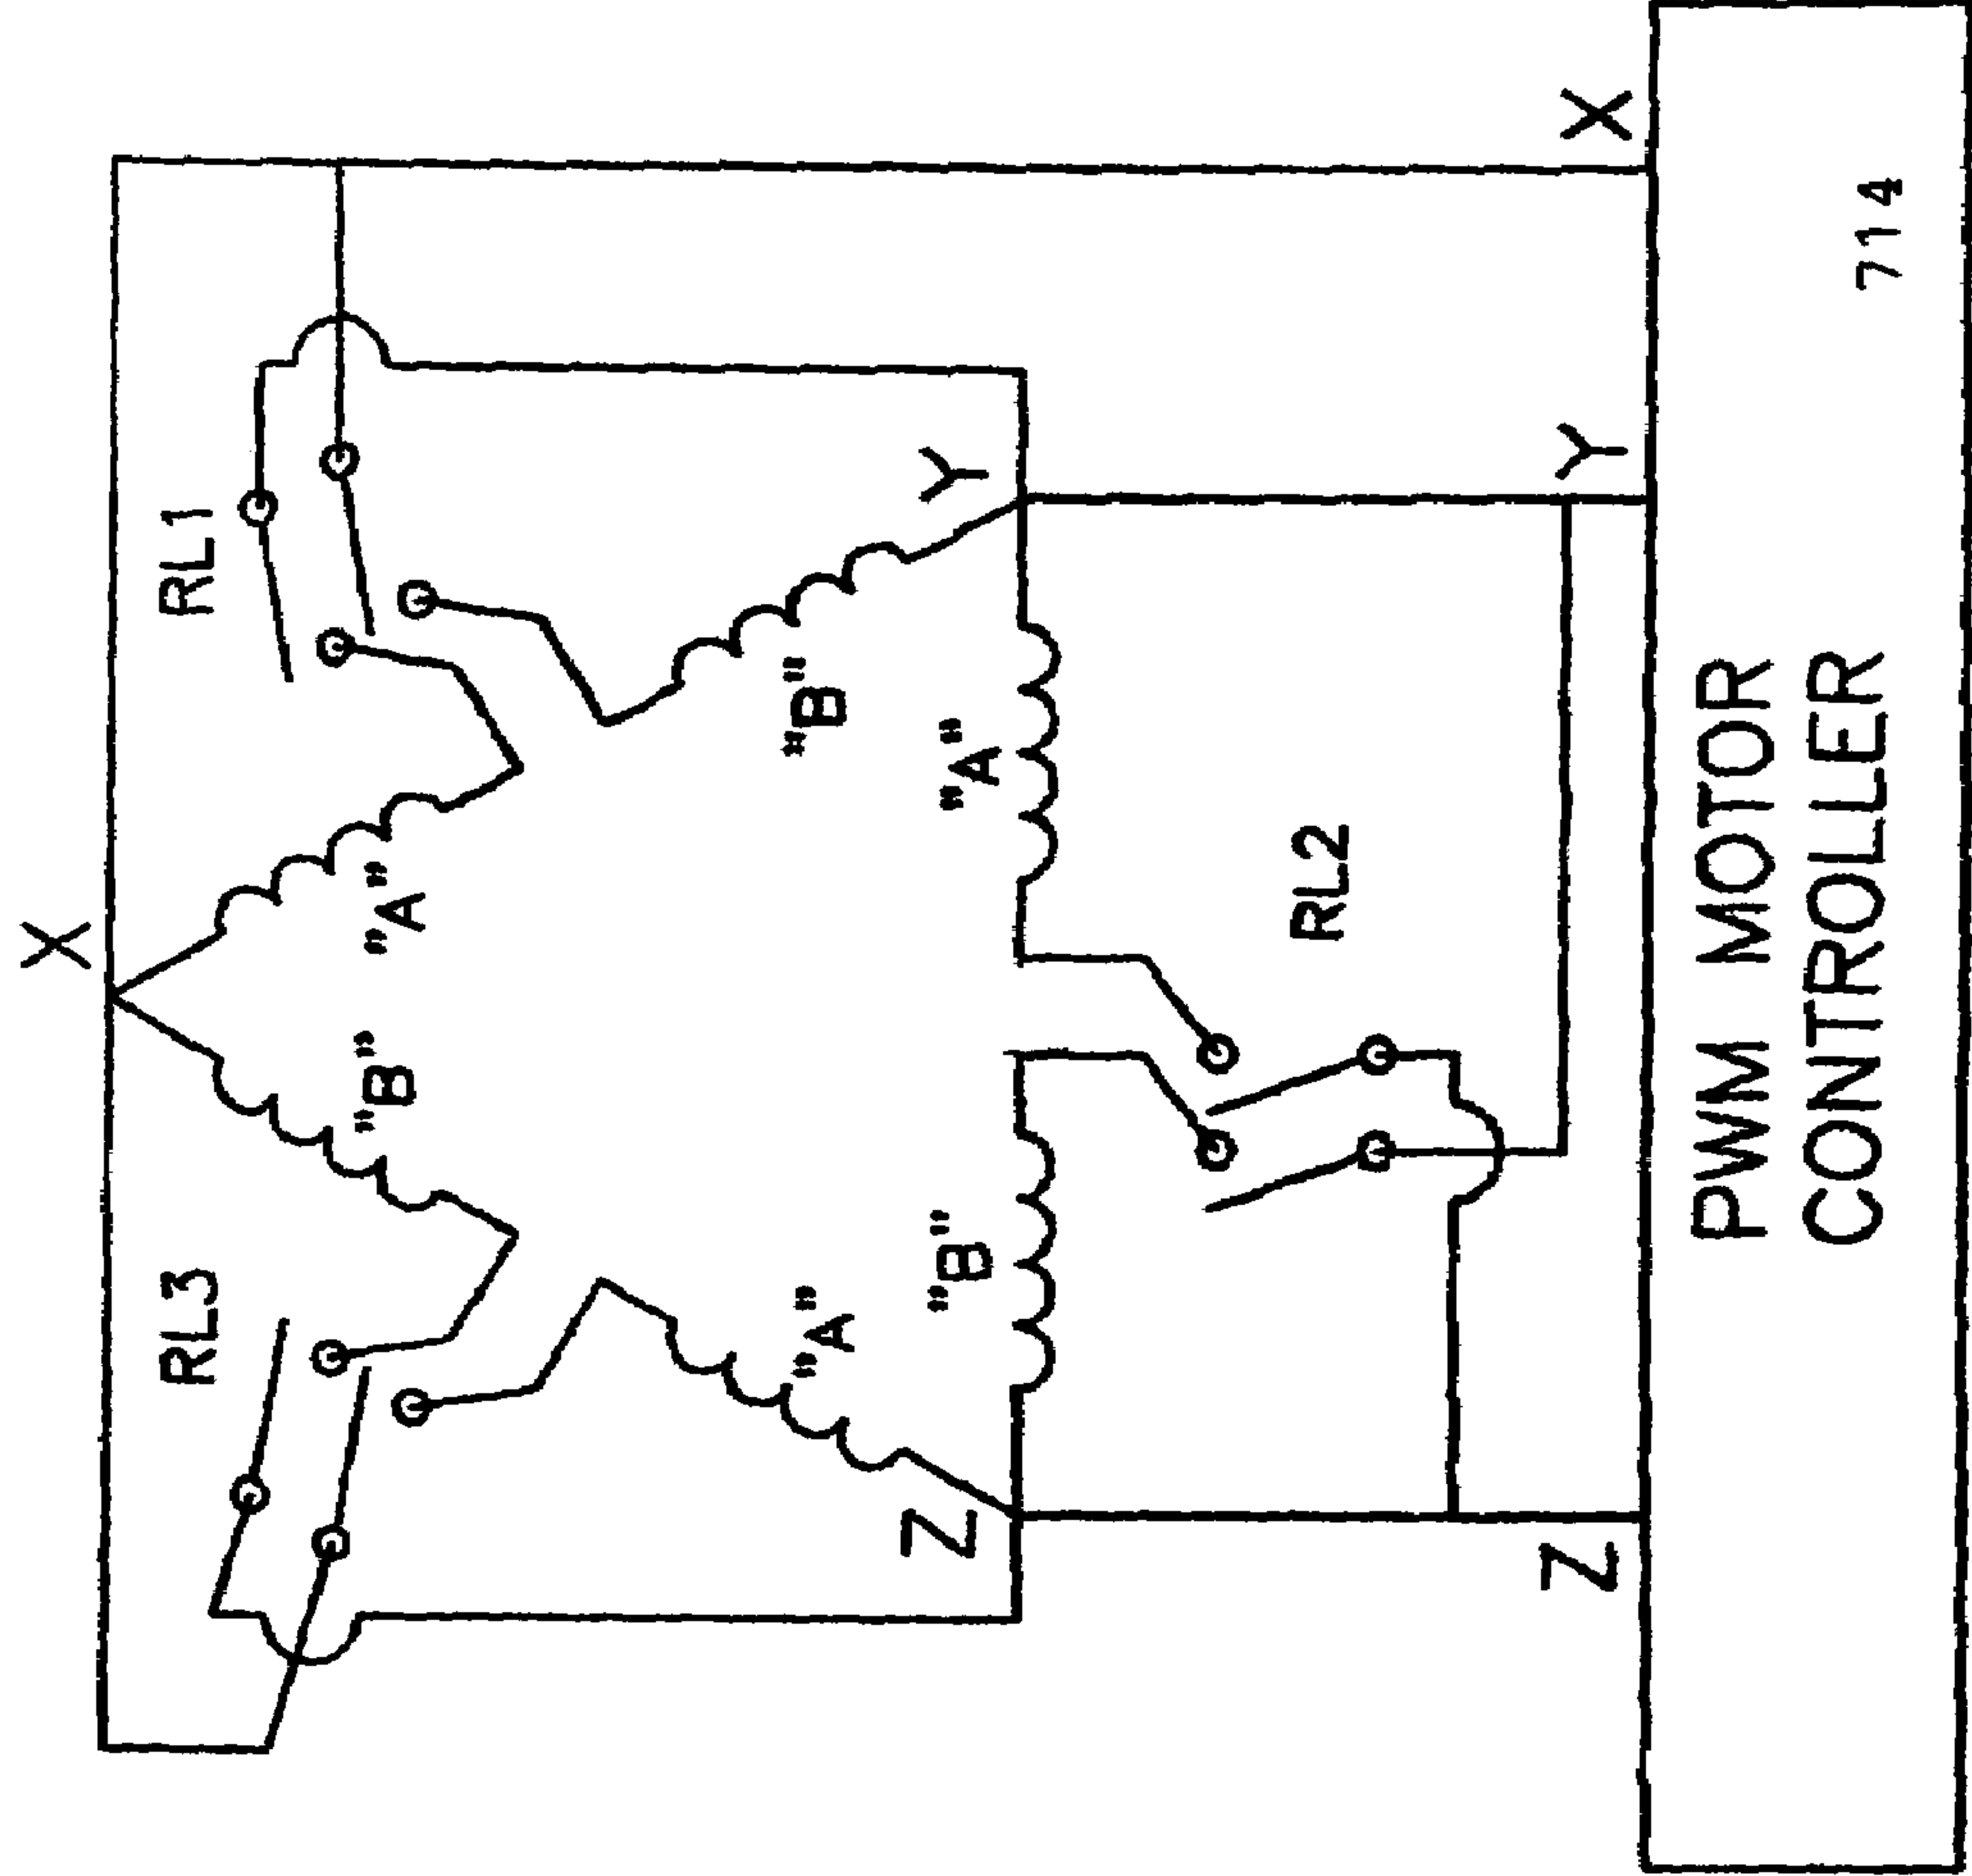 X
RL3
RL1
"B"
"A"
"A"
"B"
Z
"B"
"A"
Y
RL2
Z
Y
X
PWM MOTOR
CONTROLLER
714